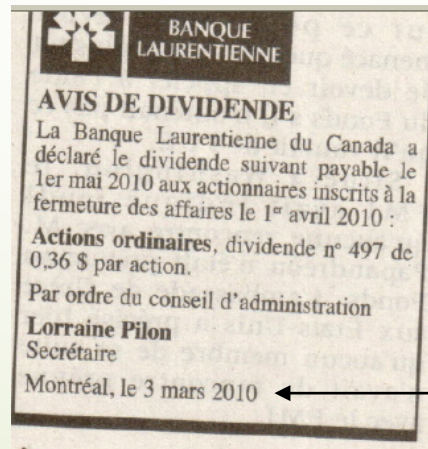 BANQUE
LAURENTIENNE
AVIS DE DIVIDENDE
La Banque Laurentienne du Canada a
déclaré le dividende suivant payable le
1er mai 2010 aux actionnaires inscrits à la
fermeture des affaires le 1er avril 2010 :
Actions ordinaires, dividende n° 497 de
0,36 $ par action.
Par ordre du conseil d'administration
Lorraine Pilon
Secrétaire
Montréal, le 3 mars 2010